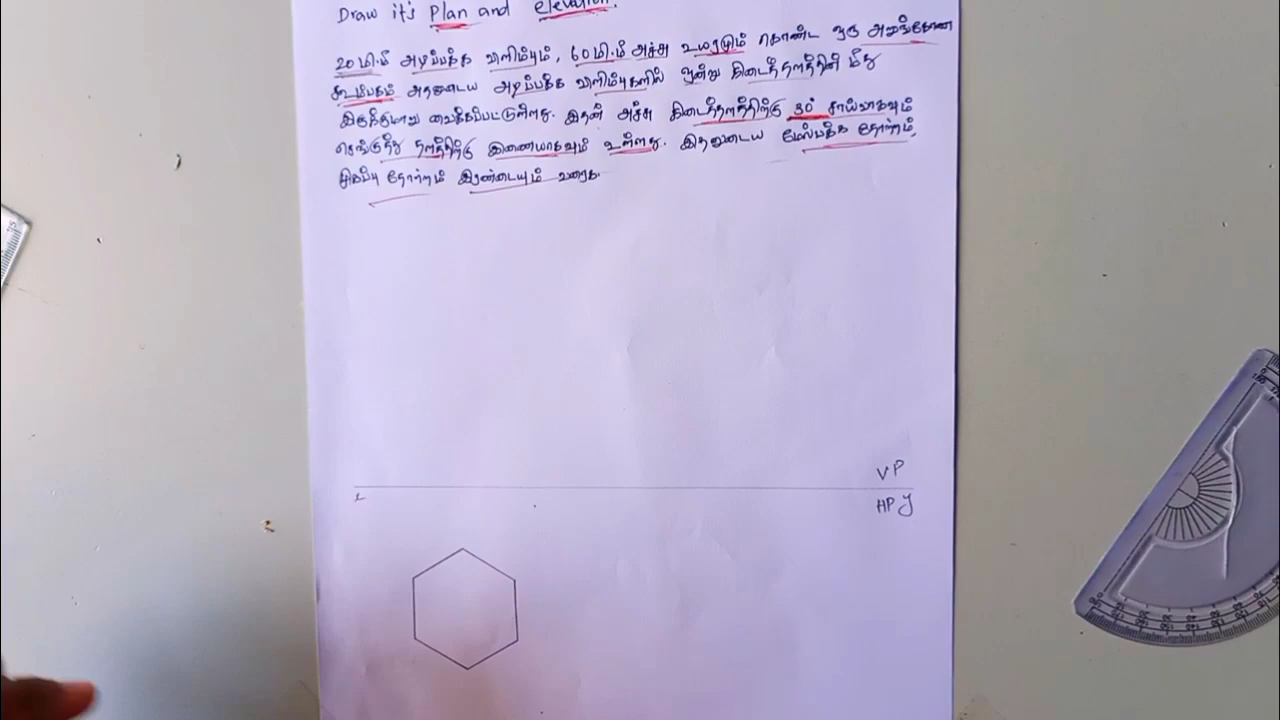 Draw it's Plan and elevation.
20 மி.மீ அடிப்பக்க விளிம்பும், 60 மி.மீ அச்சு உயரமும் கொண்ட ஒரு அறுங்கோண
கூம்பகம் அதனுடைய அடிப்பக்க விளிம்புகளில் ஒன்று கிடைத்தளத்தின் மீது
இருக்குமாறு வைக்கப்பட்டுள்ளது. இதன் அச்சு கிடைத்தளத்திற்கு 30° சாய்வாகவும்
செங்குத்து தளத்திற்கு இணையாகவும் உள்ளது. இதனுடைய மேல்பக்க தோற்றம்,
முகப்பு தோற்றம் இரண்டையும் வரைக.
VP
x
HP y